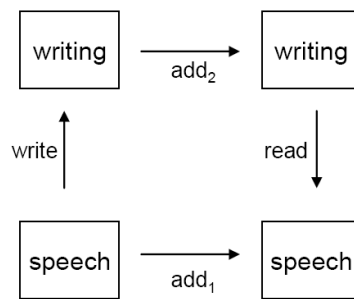 writing writing
add₂
write read
speech speech
add₁